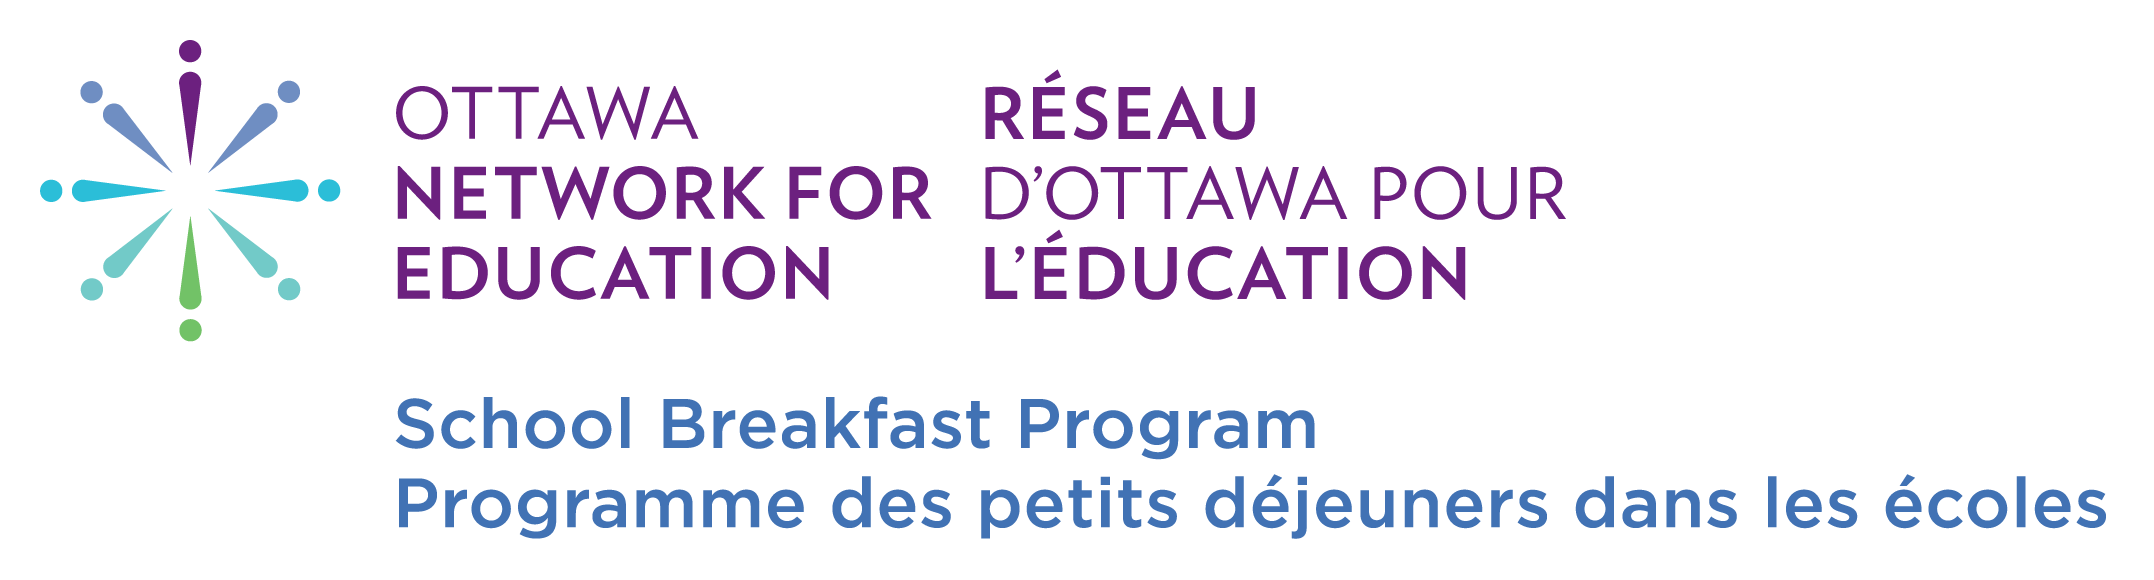 OTTAWA
NETWORK FOR
EDUCATION
RÉSEAU
D’OTTAWA POUR
L’ÉDUCATION
School Breakfast Program
Programme des petits déjeuners dans les écoles